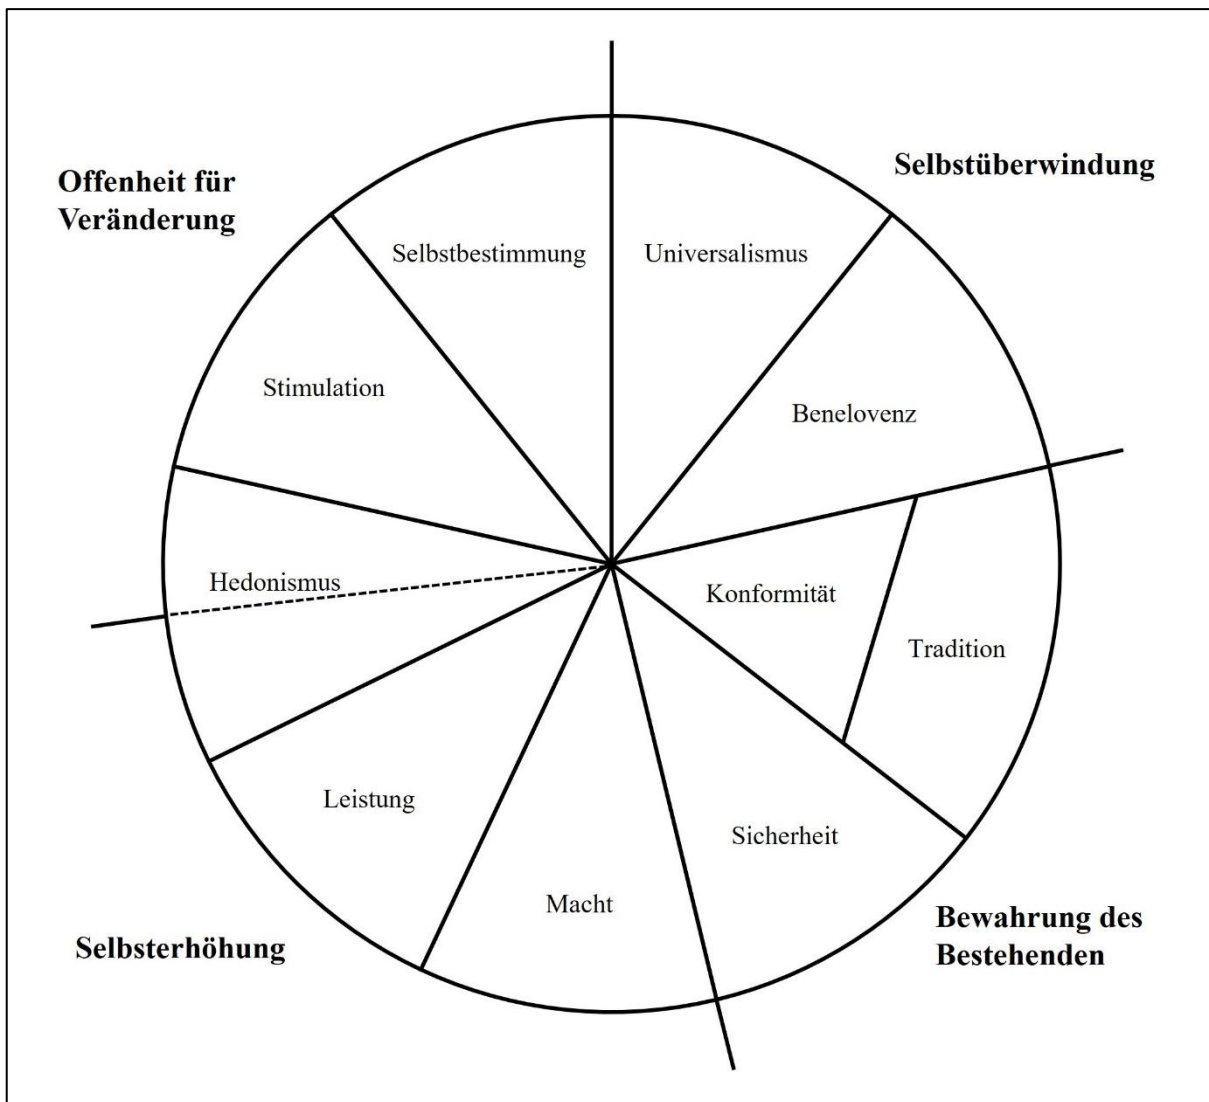 Selbstüberwindung
Offenheit für
Veränderung
Selbstbestimmung
Universalismus
Stimulation
Benelovenz
Hedonismus
Konformität
Tradition
Leistung
Sicherheit
Macht
Bewahrung des
Bestehenden
Selbsterhöhung